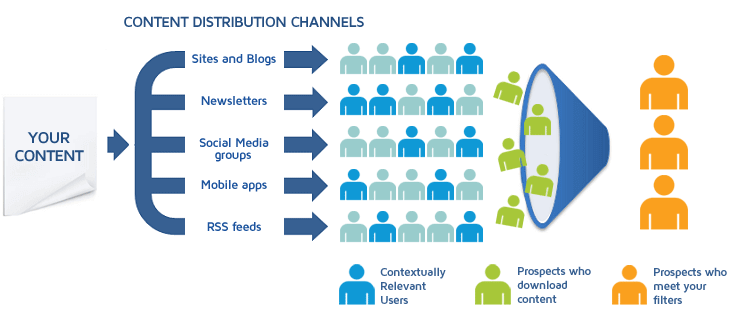 CONTENT DISTRIBUTION CHANNELS
YOUR
CONTENT
Sites and Blogs
Newsletters
Social Media
groups
Mobile apps
RSS feeds
Contextually
Relevant
Users
Prospects who
download
content
Prospects who
meet your
filters